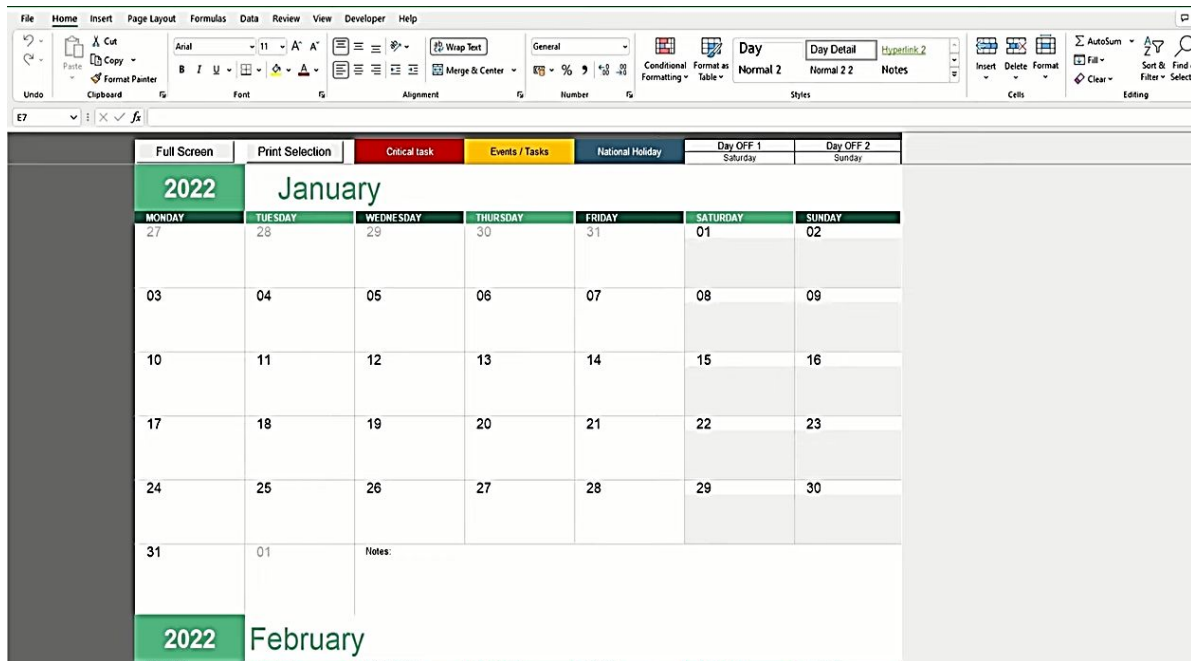 File Home Insert Page Layout Formulas Data Review View Developer Help
Cut
Copy
Paste
Format Painter
Arial 11 A A
B I U A
Wrap Text
Merge & Center
General
%
Conditional Formatting
Format as Table
Day Day Detail Hyperlink 2
Normal 2 Normal 2 2 Notes
Insert Delete Format
AutoSum
Fill
Clear
Sort & Filter
Find & Select
Undo Clipboard Font Alignment Number Styles Cells Editing
E7 fx
Full Screen Print Selection Critical task Events / Tasks National Holiday Day OFF 1 Day OFF 2
Saturday Sunday
2022 January
MONDAY TUESDAY WEDNESDAY THURSDAY FRIDAY SATURDAY SUNDAY
27 28 29 30 31 01 02
03 04 05 06 07 08 09
10 11 12 13 14 15 16
17 18 19 20 21 22 23
24 25 26 27 28 29 30
31 01 Notes:
2022 February